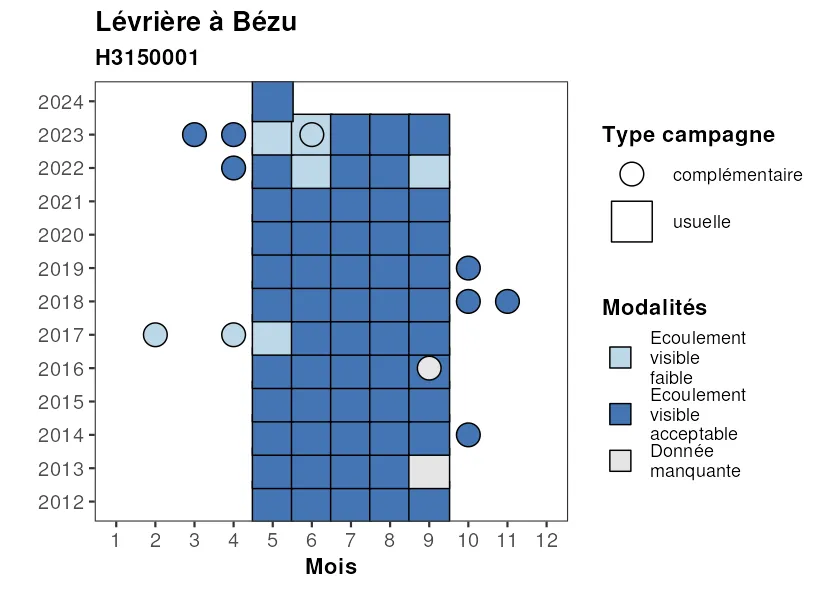 Lévrière à Bézu
H3150001
2024
2023
2022
2021
2020
2019
2018
2017
2016
2015
2014
2013
2012
1 2 3 4 5 6 7 8 9 10 11 12
Mois
Type campagne
complémentaire
usuelle
Modalités
Ecoulement
visible
faible
Ecoulement
visible
acceptable
Donnée
manquante